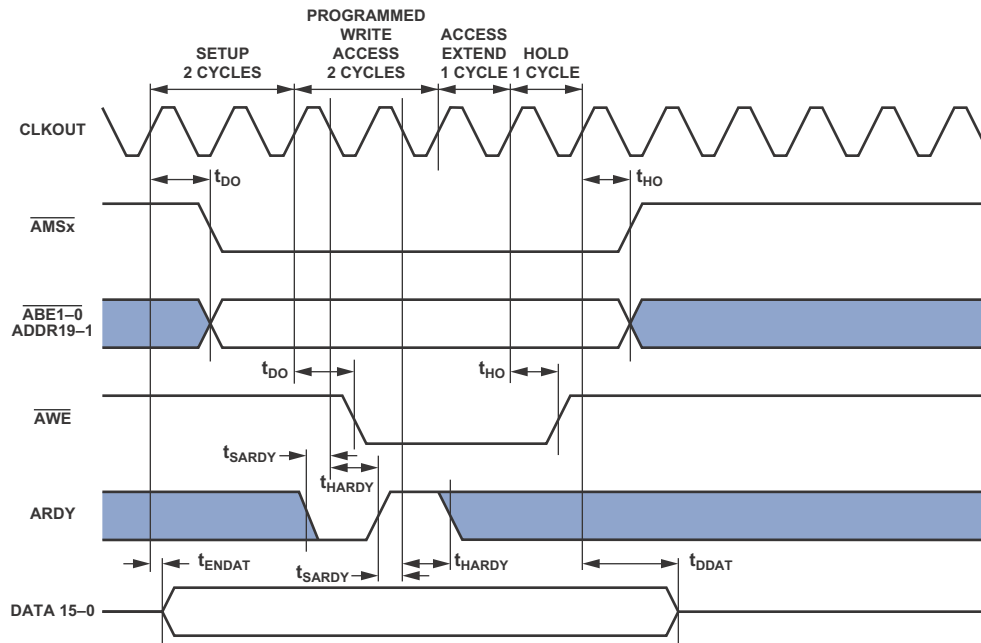 PROGRAMMED
WRITE
ACCESS
2 CYCLES
SETUP
2 CYCLES
ACCESS
EXTEND
1 CYCLE
HOLD
1 CYCLE
CLKOUT
tDO
tHO
AMSx
ABE1–0
ADDR19–1
tDO
tHO
AWE
tSARDY
tHARDY
ARDY
tENDAT
tSARDY
tHARDY
tDDAT
DATA 15–0